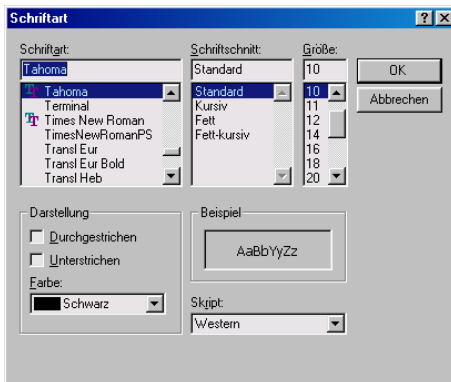 Schriftart
Schriftart:
Tahoma
Tahoma
Terminal
Times New Roman
TimesNewRomanPS
Transl Eur
Transl Eur Bold
Transl Heb
Schriftschnitt:
Standard
Standard
Kursiv
Fett
Fett-kursiv
Größe:
10
10
11
12
14
16
18
20
OK
Abbrechen
Darstellung
Durchgestrichen
Unterstrichen
Farbe:
Schwarz
Beispiel
AaBbYyZz
Skript:
Western